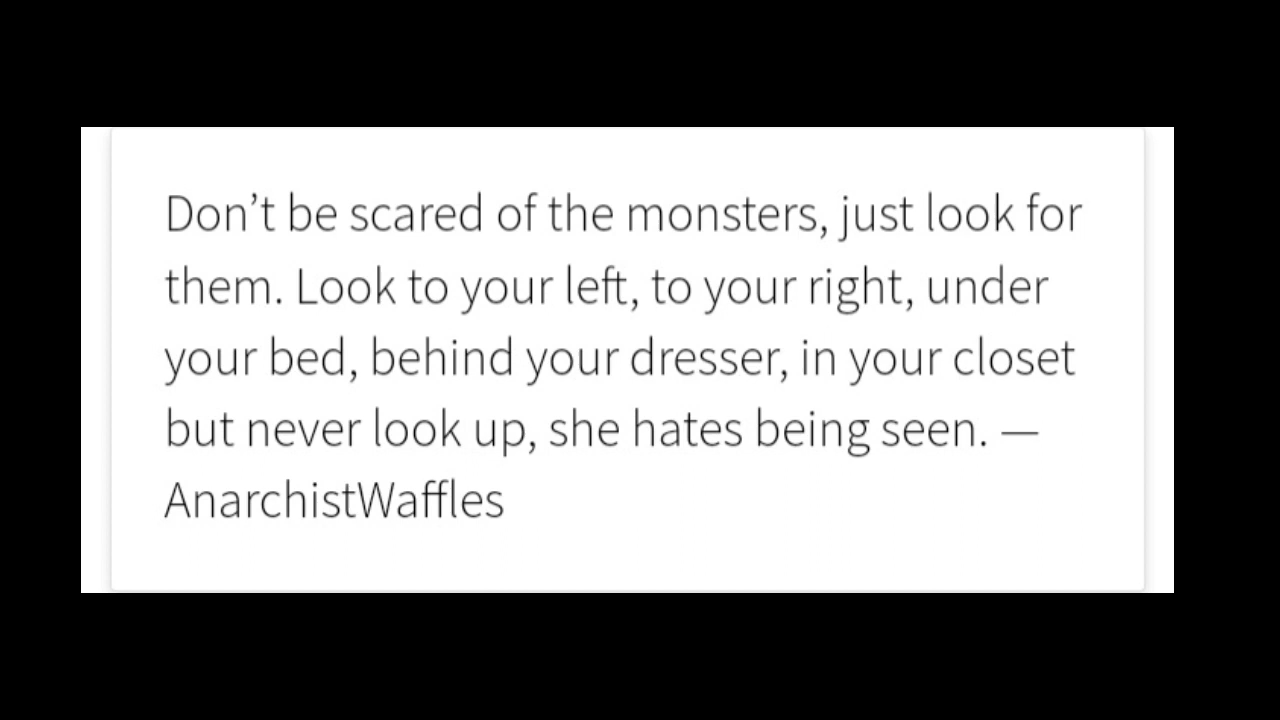 Don’t be scared of the monsters, just look for
them. Look to your left, to your right, under
your bed, behind your dresser, in your closet
but never look up, she hates being seen. —
AnarchistWaffles